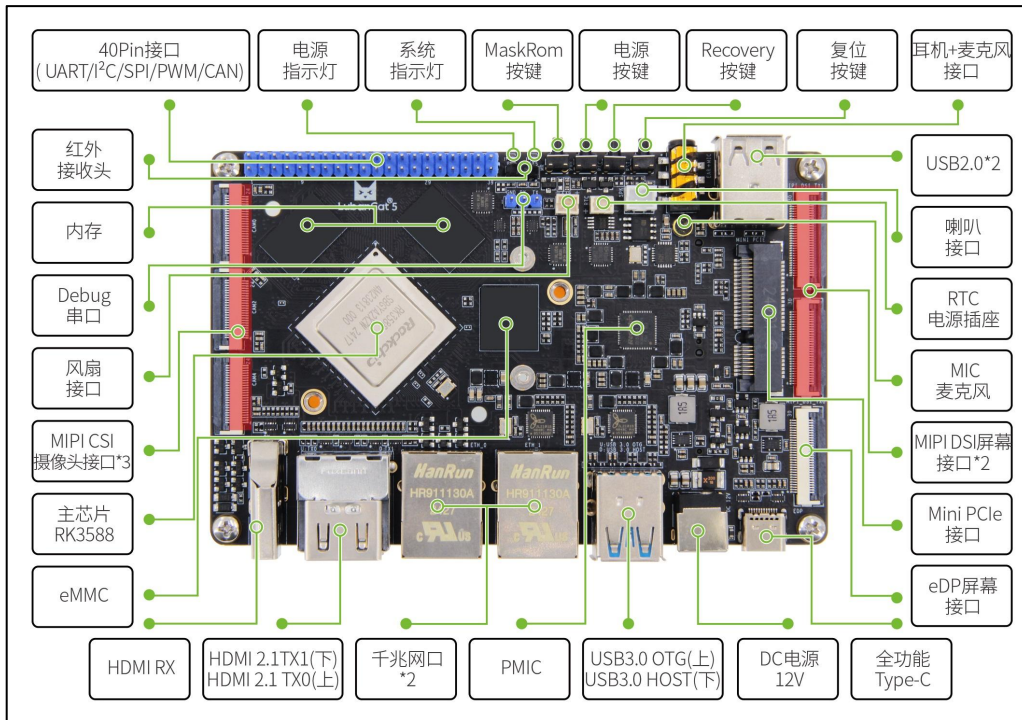 40Pin接口
( UART/I²C/SPI/PWM/CAN)
电源
指示灯
系统
指示灯
MaskRom
按键
电源
按键
Recovery
按键
复位
按键
耳机+麦克风
接口
红外
接收头
内存
Debug
串口
风扇
接口
MIPI CSI
摄像头接口*3
主芯片
RK3588
eMMC
USB2.0*2
喇叭
接口
RTC
电源插座
MIC
麦克风
MIPI DSI屏幕
接口*2
Mini PCIe
接口
eDP屏幕
接口
LubanCat 5
Rockchip
MINI PCIE
ETH_0
HanRun
HR911130A
HanRun
HR911130A
1R5
1R5
EDP
HDMI RX
HDMI 2.1TX1(下)
HDMI 2.1 TX0(上)
千兆网口
*2
PMIC
USB3.0 OTG(上)
USB3.0 HOST(下)
DC电源
12V
全功能
Type-C